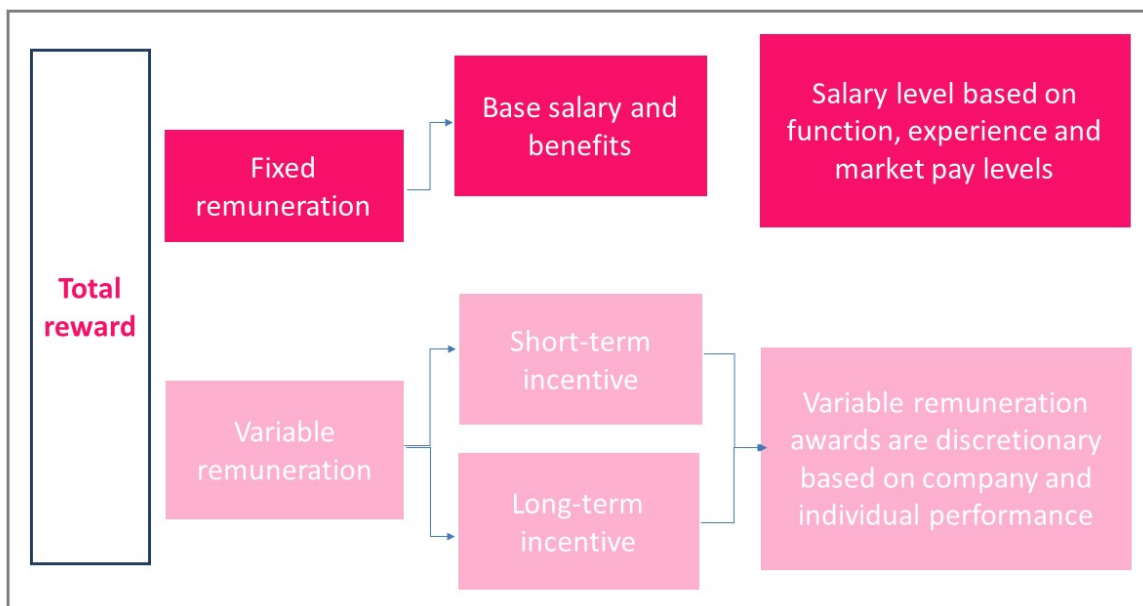 Total
reward
Fixed
remuneration
Base salary and
benefits
Salary level based on
function, experience and
market pay levels
Variable
remuneration
Short-term
incentive
Long-term
incentive
Variable remuneration
awards are discretionary
based on company and
individual performance